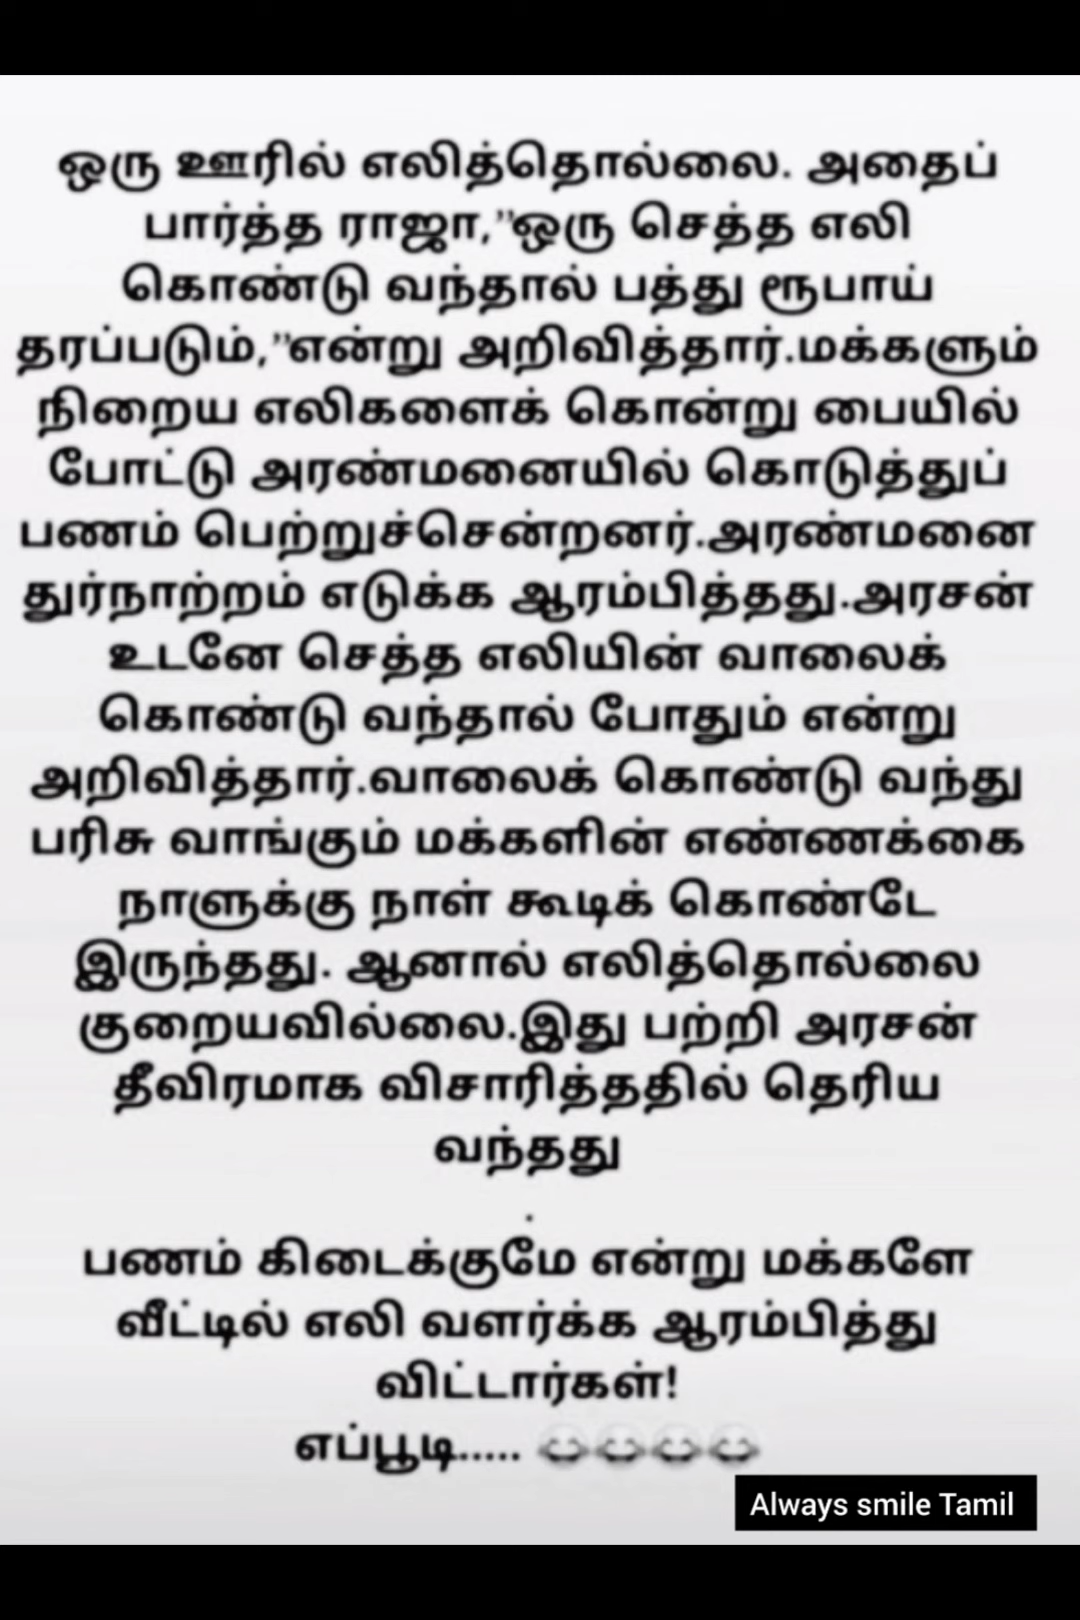 ஒரு ஊரில் எலித்தொல்லை. அதைப்
பார்த்த ராஜா,"ஒரு செத்த எலி
கொண்டு வந்தால் பத்து ரூபாய்
தரப்படும்,"என்று அறிவித்தார்.மக்களும்
நிறைய எலிகளைக் கொன்று பையில்
போட்டு அரண்மனையில் கொடுத்துப்
பணம் பெற்றுச்சென்றனர்.அரண்மனை
துர்நாற்றம் எடுக்க ஆரம்பித்தது.அரசன்
உடனே செத்த எலியின் வாலைக்
கொண்டு வந்தால் போதும் என்று
அறிவித்தார்.வாலைக் கொண்டு வந்து
பரிசு வாங்கும் மக்களின் எண்ணக்கை
நாளுக்கு நாள் கூடிக் கொண்டே
இருந்தது. ஆனால் எலித்தொல்லை
குறையவில்லை.இது பற்றி அரசன்
தீவிரமாக விசாரித்ததில் தெரிய
வந்தது
.
பணம் கிடைக்குமே என்று மக்களே
வீட்டில் எலி வளர்க்க ஆரம்பித்து
விட்டார்கள்!
எப்பூடி.....
Always smile Tamil